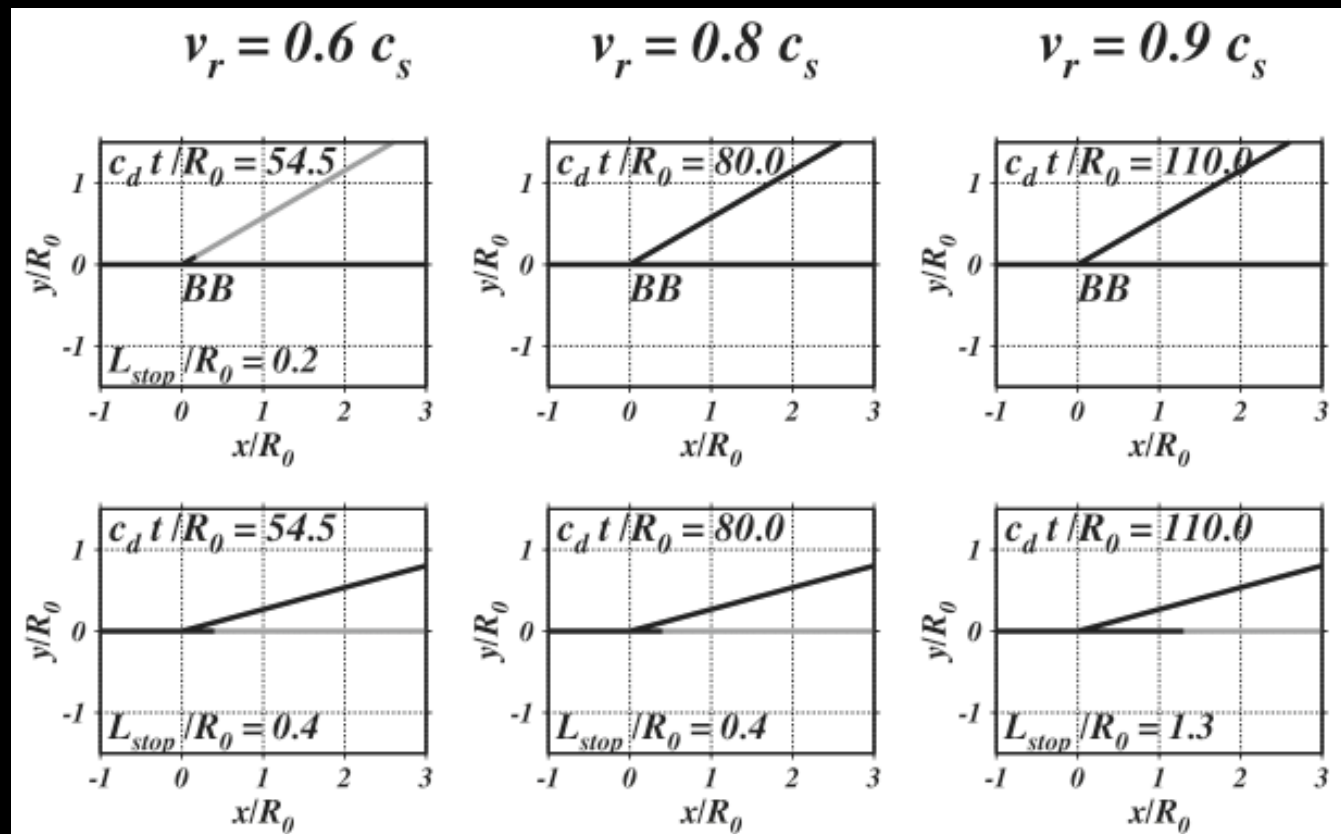 v_r = 0.6 c_s
v_r = 0.8 c_s
v_r = 0.9 c_s
c_d t /R_0 = 54.5
c_d t /R_0 = 80.0
c_d t /R_0 = 110.0
1
1
1
y/R_0
0
y/R_0
0
y/R_0
0
BB
BB
BB
-1
-1
-1
L_stop /R_0 = 0.2
-1 0 1 2 3
-1 0 1 2 3
-1 0 1 2 3
x/R_0
x/R_0
x/R_0
c_d t /R_0 = 54.5
c_d t /R_0 = 80.0
c_d t /R_0 = 110.0
1
1
1
y/R_0
0
y/R_0
0
y/R_0
0
-1
-1
-1
L_stop /R_0 = 0.4
L_stop /R_0 = 0.4
L_stop /R_0 = 1.3
-1 0 1 2 3
-1 0 1 2 3
-1 0 1 2 3
x/R_0
x/R_0
x/R_0